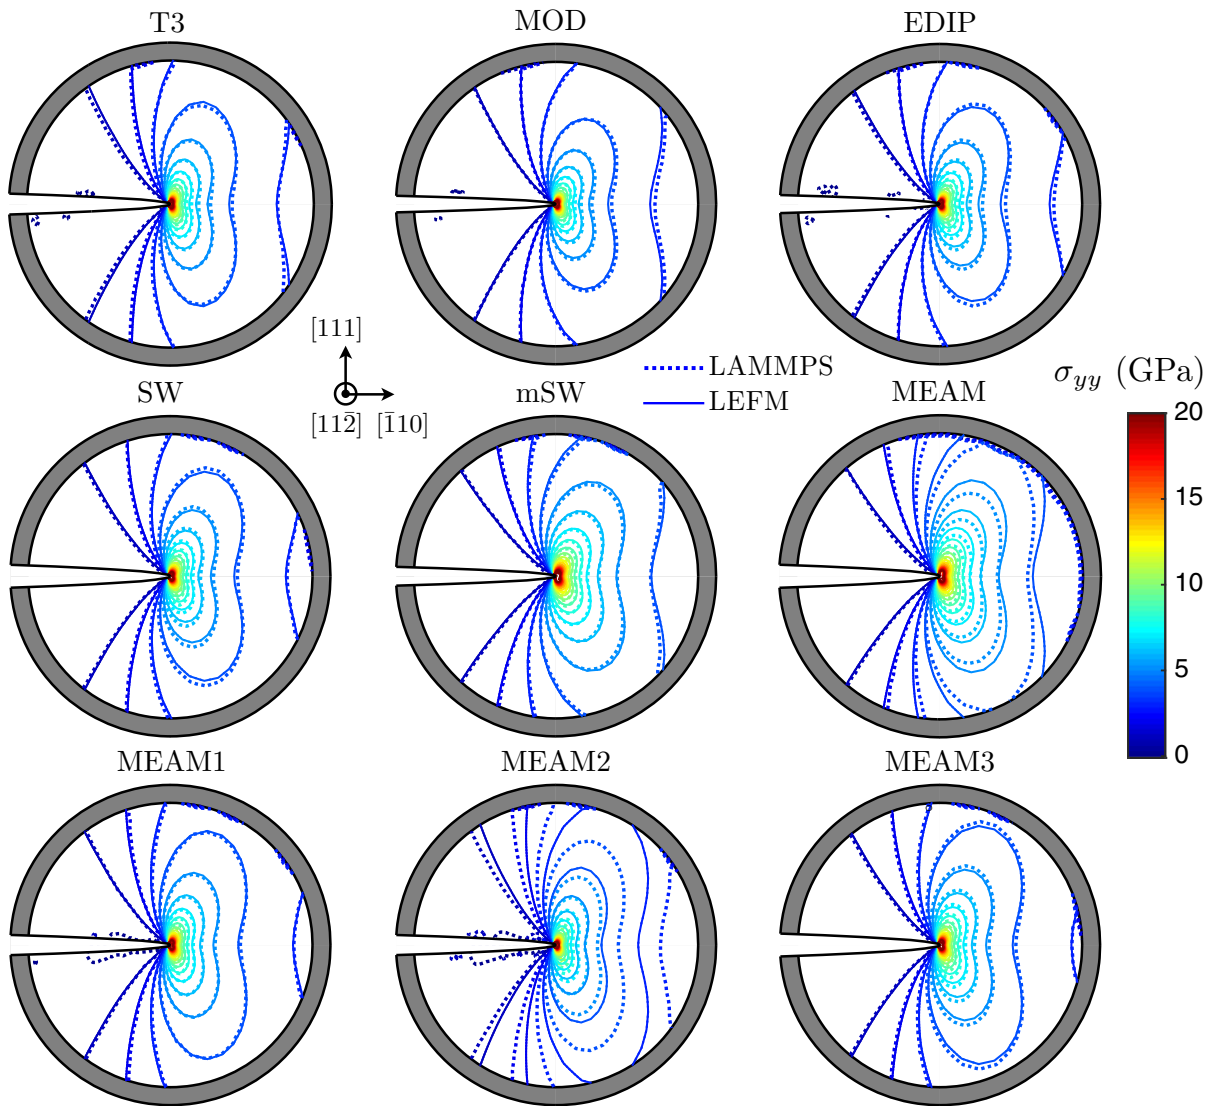 T3 MOD EDIP
[111]
[112̄] [1̄10]
LAMMPS
LEFM
SW mSW MEAM
σyy (GPa)
20
15
10
5
0
MEAM1 MEAM2 MEAM3